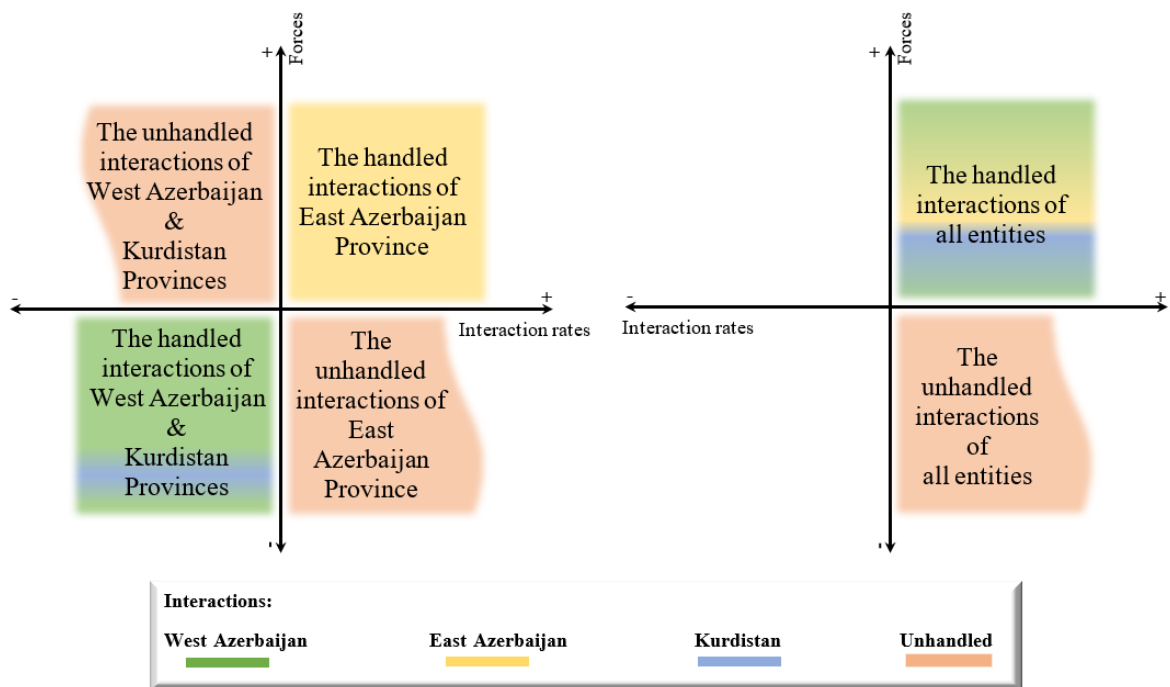 +
Forces
The unhandled
interactions of
West Azerbaijan
&
Kurdistan
Provinces
The handled
interactions of
East Azerbaijan
Province
-
+
Interaction rates
The handled
interactions of
West Azerbaijan
&
Kurdistan
Provinces
The
unhandled
interactions of
East
Azerbaijan
Province
-
+
Forces
The handled
interactions of
all entities
-
+
Interaction rates
The
unhandled
interactions
of
all entities
-
Interactions:
West Azerbaijan
East Azerbaijan
Kurdistan
Unhandled